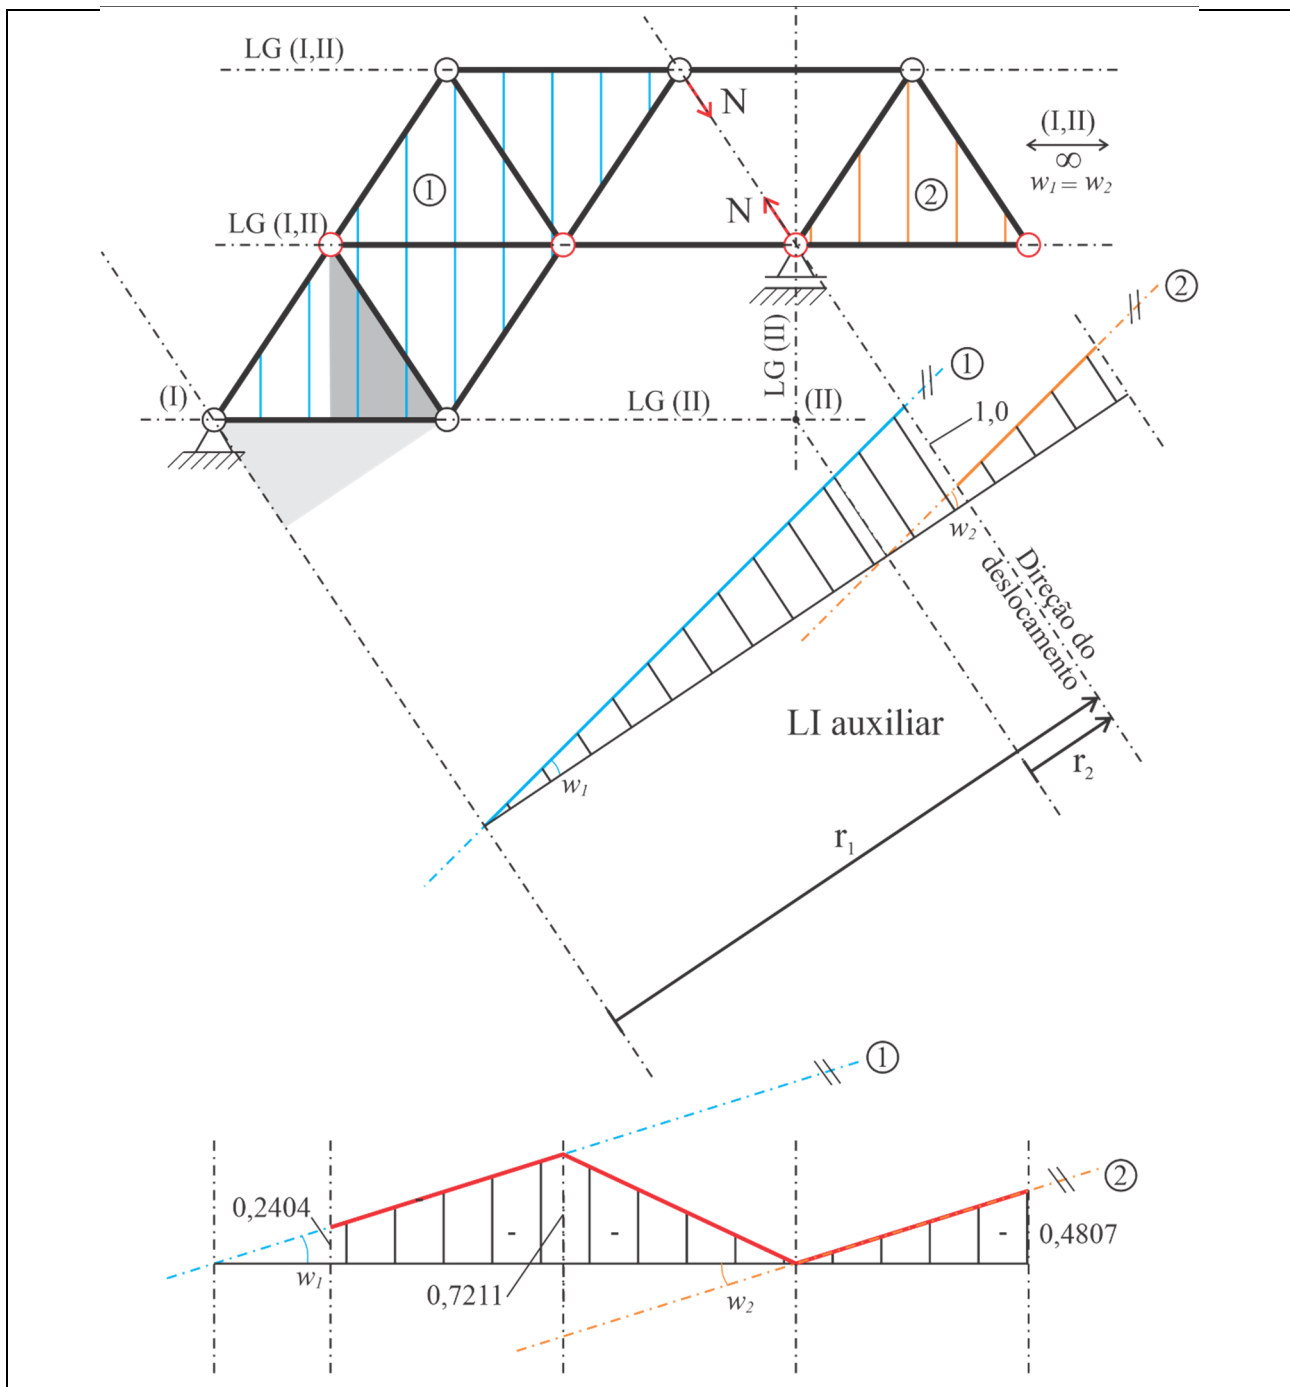 LG (I,II)
N
(I,II)
∞
w₁ = w₂
1
2
N
LG (I,II)
2
LG (II)
1
(I)
LG (II)
(II)
1,0
w₂
Direção do
deslocamento
LI auxiliar
w₁
r₂
r₁
1
2
0,2404
-
-
-
-
0,4807
w₁
0,7211
w₂